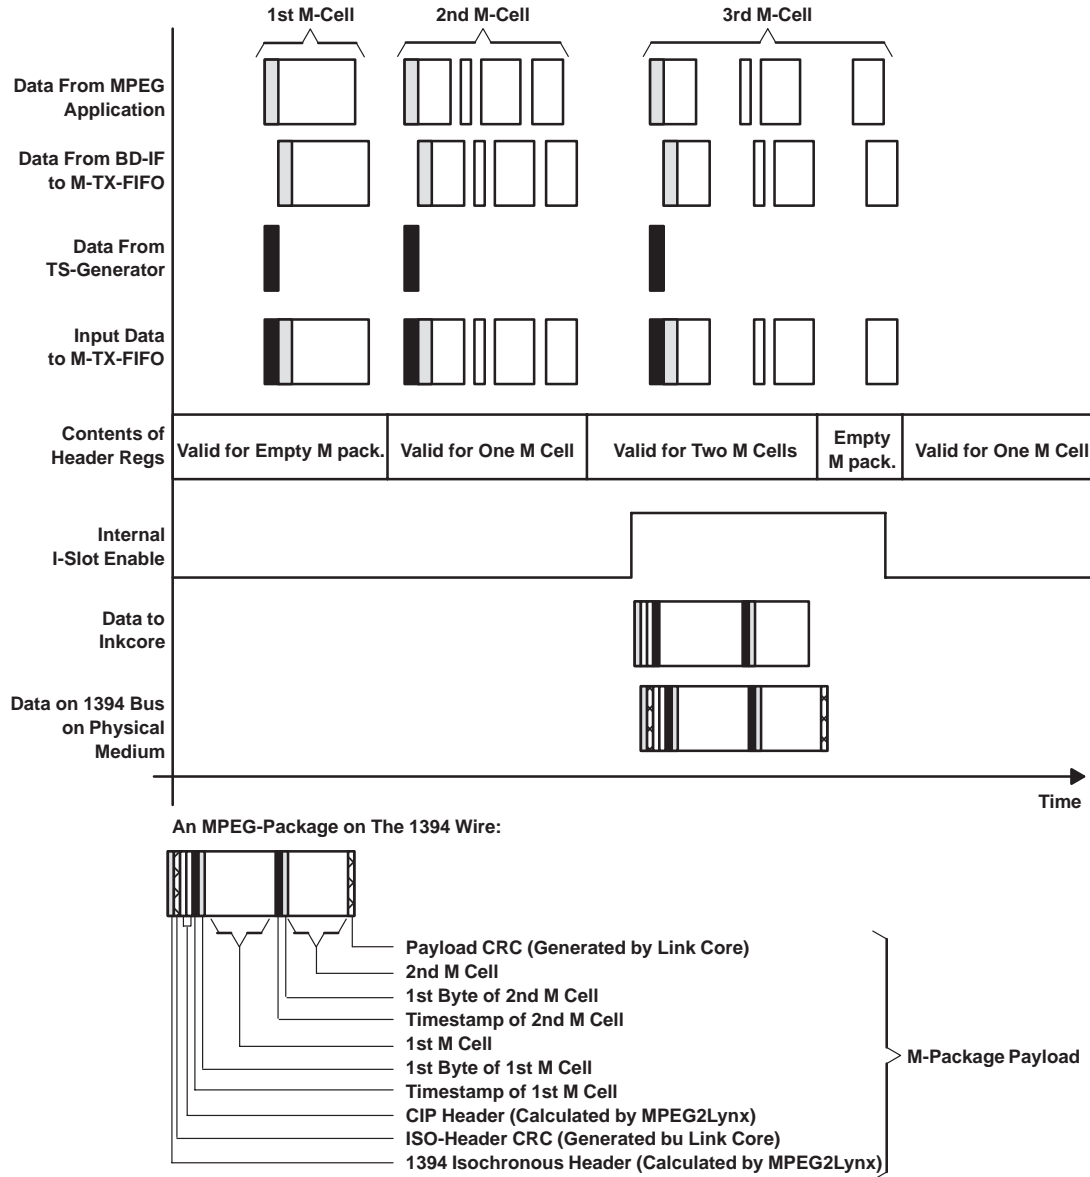 1st M-Cell
2nd M-Cell
3rd M-Cell
Data From MPEG
Application
Data From BD-IF
to M-TX-FIFO
Data From
TS-Generator
Input Data
to M-TX-FIFO
Contents of
Header Regs
Valid for Empty M pack.
Valid for One M Cell
Valid for Two M Cells
Empty
M pack.
Valid for One M Cell
Internal
I-Slot Enable
Data to
Inkcore
Data on 1394 Bus
on Physical
Medium
Time
An MPEG-Package on The 1394 Wire:
Payload CRC (Generated by Link Core)
2nd M Cell
1st Byte of 2nd M Cell
Timestamp of 2nd M Cell
1st M Cell
1st Byte of 1st M Cell
Timestamp of 1st M Cell
CIP Header (Calculated by MPEG2Lynx)
ISO-Header CRC (Generated bu Link Core)
1394 Isochronous Header (Calculated by MPEG2Lynx)
M-Package Payload